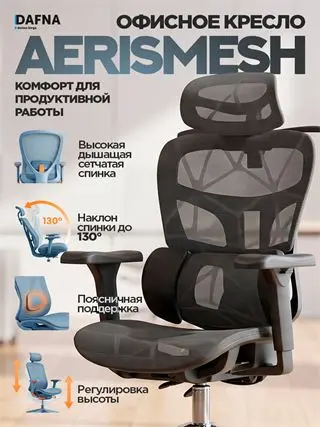 DAFNA
ОФИСНОЕ КРЕСЛО
AERISMESH
КОМФОРТ ДЛЯ
ПРОДУКТИВНОЙ
РАБОТЫ
Высокая
дышащая
сетчатая
спинка
130°
Наклон
спинки до
130°
Поясничная
поддержка
Регулировка
высоты